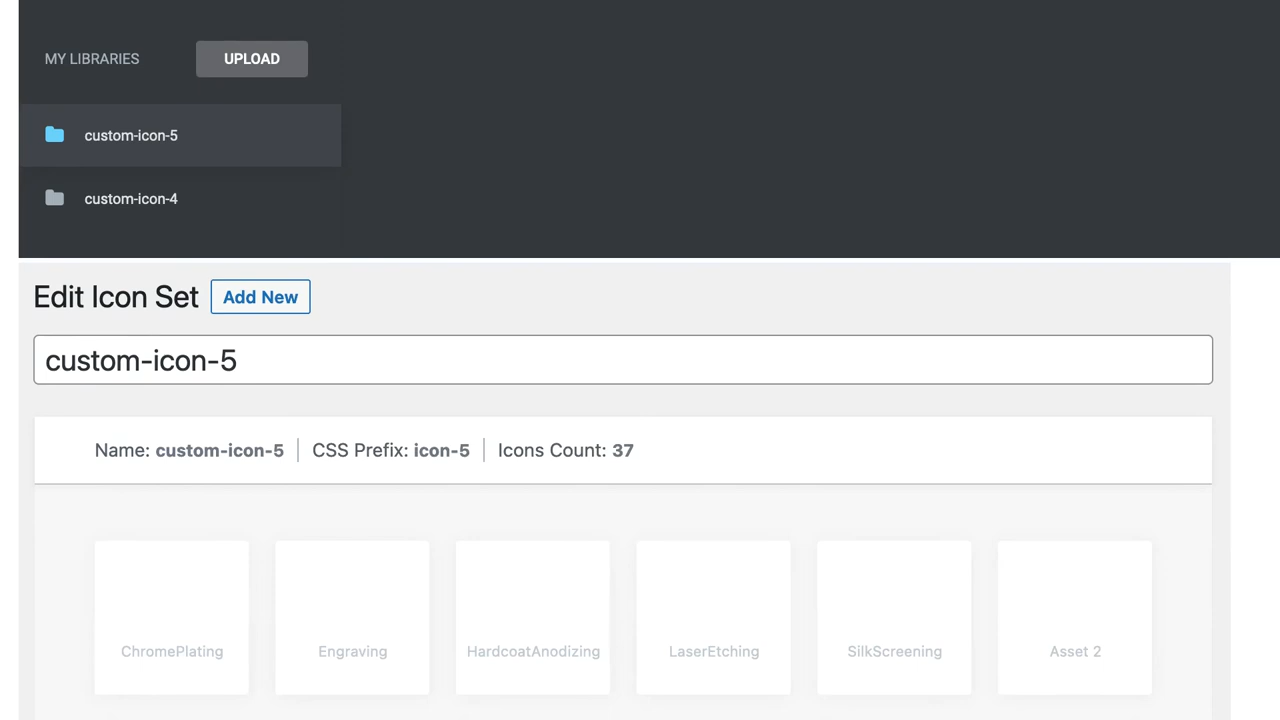 MY LIBRARIES UPLOAD
custom-icon-5
custom-icon-4
Edit Icon Set Add New
custom-icon-5
Name: custom-icon-5 CSS Prefix: icon-5 Icons Count: 37
ChromePlating Engraving HardcoatAnodizing LaserEtching SilkScreening Asset 2